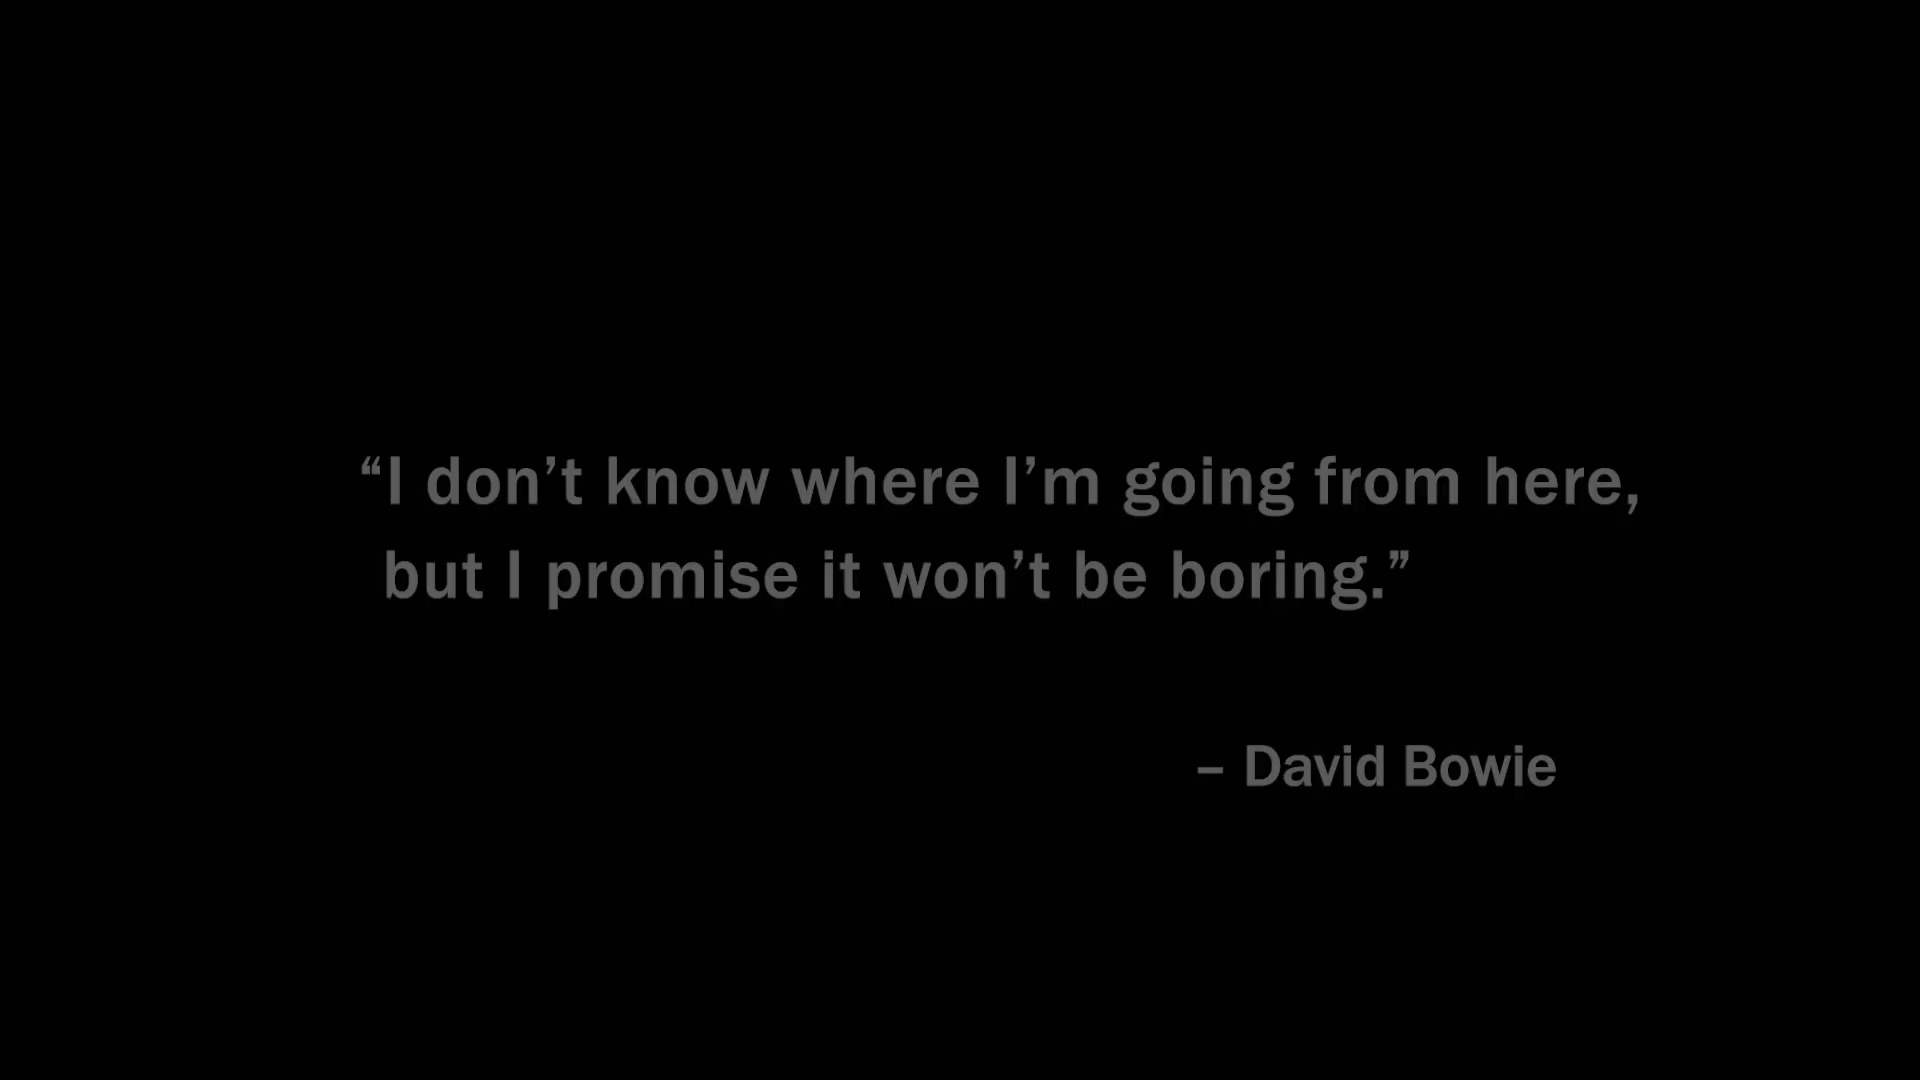 “I don’t know where I’m going from here,
but I promise it won’t be boring.”
– David Bowie